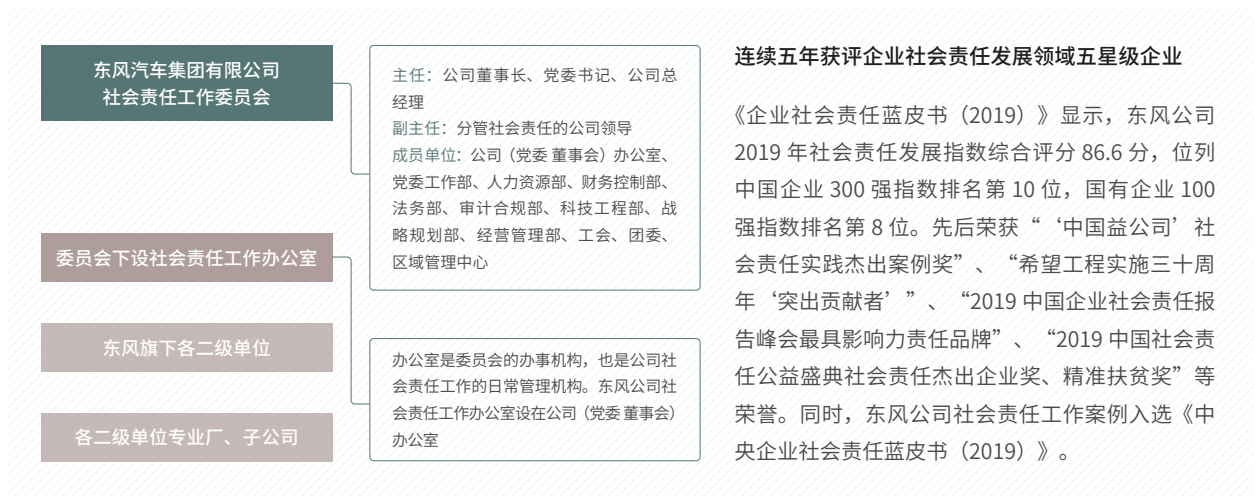 东风汽车集团有限公司
社会责任工作委员会
主任：公司董事长、党委书记、公司总
经理
副主任：分管社会责任的公司领导
成员单位：公司（党委 董事会）办公室、
党委工作部、人力资源部、财务控制部、
法务部、审计合规部、科技工程部、战
略规划部、经营管理部、工会、团委、
区域管理中心
委员会下设社会责任工作办公室
办公室是委员会的办事机构，也是公司社
会责任工作的日常管理机构。东风公司社
会责任工作办公室设在公司（党委 董事会）
办公室
东风旗下各二级单位
各二级单位专业厂、子公司
连续五年获评企业社会责任发展领域五星级企业
《企业社会责任蓝皮书（2019）》显示，东风公司
2019 年社会责任发展指数综合评分 86.6 分，位列
中国企业 300 强指数排名第 10 位，国有企业 100
强指数排名第 8 位。先后荣获“‘中国益公司’社
会责任实践杰出案例奖”、“希望工程实施三十周
年‘突出贡献者’”、“2019 中国企业社会责任报
告峰会最具影响力责任品牌”、“2019 中国社会责
任公益盛典社会责任杰出企业奖、精准扶贫奖”等
荣誉。同时，东风公司社会责任工作案例入选《中
央企业社会责任蓝皮书（2019）》。